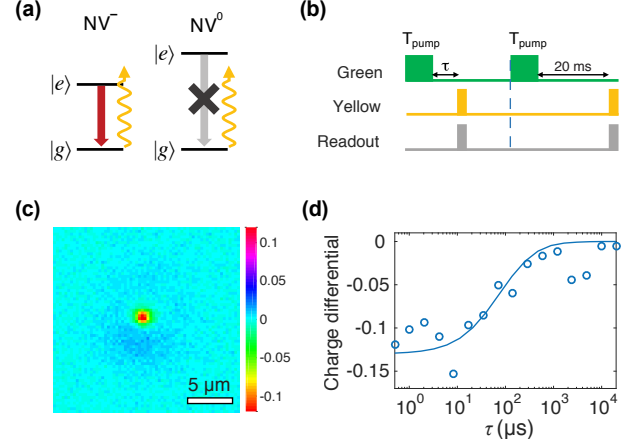 (a)
NV⁻
NV⁰
|e⟩
|e⟩
|g⟩
|g⟩
(b)
T_pump
T_pump
τ
20 ms
Green
Yellow
Readout
(c)
0.1
0.05
0
-0.05
-0.1
5 μm
(d)
Charge differential
0
-0.05
-0.10
-0.15
10⁰
10¹
10²
10³
10⁴
τ (μs)